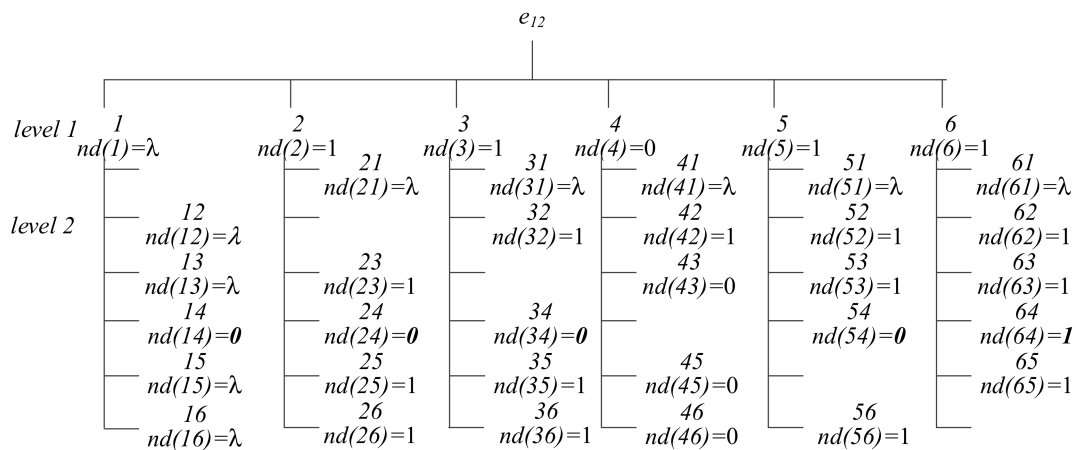 e12
level 1 1 2 3 4 5 6
nd(1)=λ nd(2)=1 nd(3)=1 nd(4)=0 nd(5)=1 nd(6)=1
21 31 41 51 61
nd(21)=λ nd(31)=λ nd(41)=λ nd(51)=λ nd(61)=λ
level 2 12 32 42 52 62
nd(12)=λ nd(32)=1 nd(42)=1 nd(52)=1 nd(62)=1
13 23 43 53 63
nd(13)=λ nd(23)=1 nd(43)=0 nd(53)=1 nd(63)=1
14 24 34 54 64
nd(14)=0 nd(24)=0 nd(34)=0 nd(54)=0 nd(64)=1
15 25 35 45 65
nd(15)=λ nd(25)=1 nd(35)=1 nd(45)=0 nd(65)=1
16 26 36 46 56
nd(16)=λ nd(26)=1 nd(36)=1 nd(46)=0 nd(56)=1